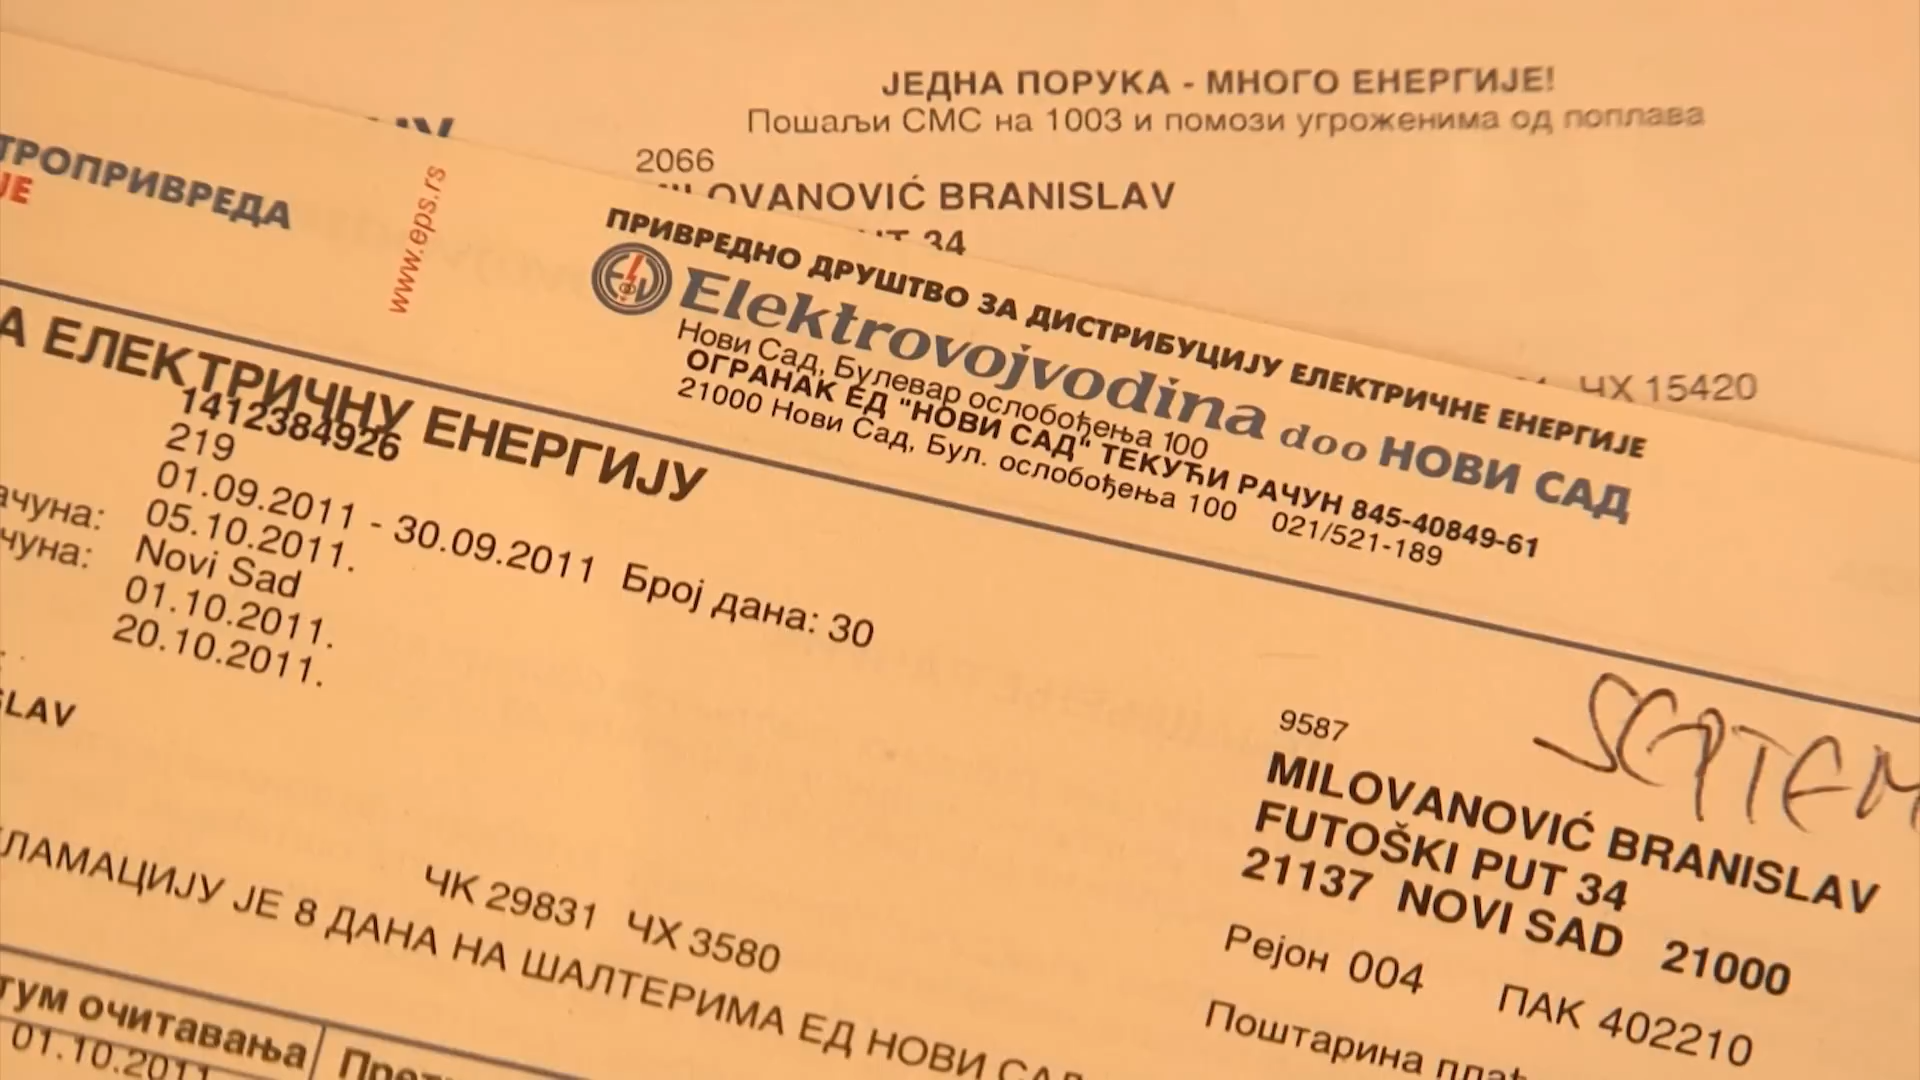 ЈЕДНА ПОРУКА - МНОГО ЕНЕРГИЈЕ!
Пошаљи СМС на 1003 и помози угроженима од поплава
2066
MILOVANOVIĆ BRANISLAV
34
ЧХ 15420
ТРОПРИВРЕДА
ЈЕ
www.eps.rs
ПРИВРЕДНО ДРУШТВО ЗА ДИСТРИБУЦИЈУ ЕЛЕКТРИЧНЕ ЕНЕРГИЈЕ
Elektrovojvodina doo НОВИ САД
Нови Сад, Булевар ослобођења 100
ОГРАНАК ЕД "НОВИ САД" ТЕКУЋИ РАЧУН 845-40849-61
21000 Нови Сад, Бул. ослобођења 100 021/521-189
А ЕЛЕКТРИЧНУ ЕНЕРГИЈУ
1412384926
219
01.09.2011 - 30.09.2011 Број дана: 30
ачуна: 05.10.2011.
чуна: Novi Sad
01.10.2011.
20.10.2011.
SLAV
9587
SEPTEM
MILOVANOVIĆ BRANISLAV
FUTOŠKI PUT 34
21137 NOVI SAD 21000
Рејон 004 ПАК 402210
Поштарина плаћ
ЧК 29831 ЧХ 3580
ЛАМАЦИЈУ ЈЕ 8 ДАНА НА ШАЛТЕРИМА ЕД НОВИ САД
тум очитавања
01.10.2011